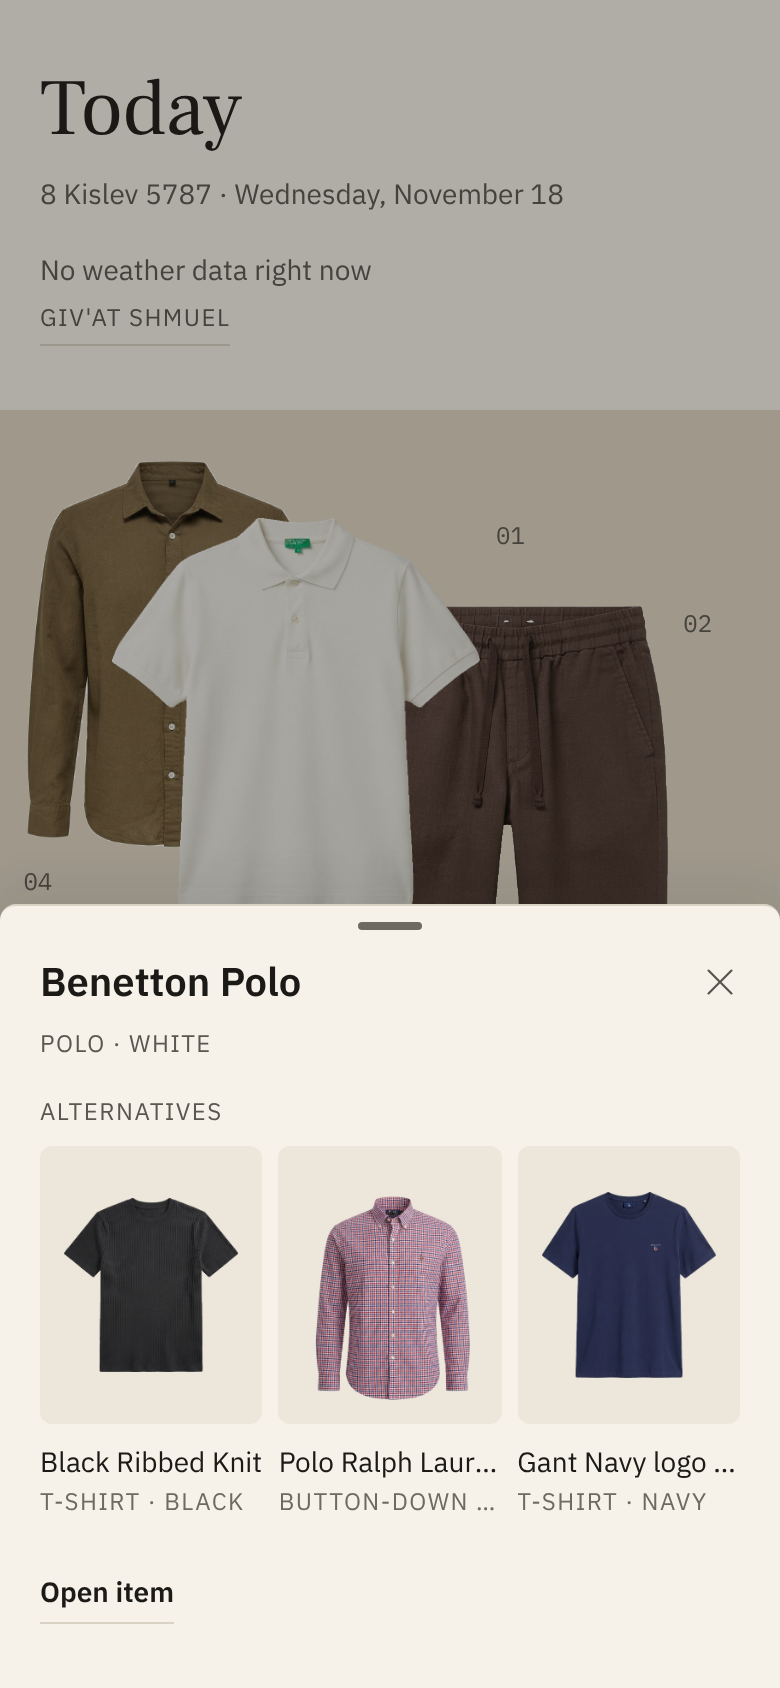 Today
8 Kislev 5787 · Wednesday, November 18
No weather data right now
GIV'AT SHMUEL
01
02
04
Benetton Polo
POLO · WHITE
ALTERNATIVES
Black Ribbed Knit
T-SHIRT · BLACK
Polo Ralph Laur...
BUTTON-DOWN ...
Gant Navy logo ...
T-SHIRT · NAVY
Open item